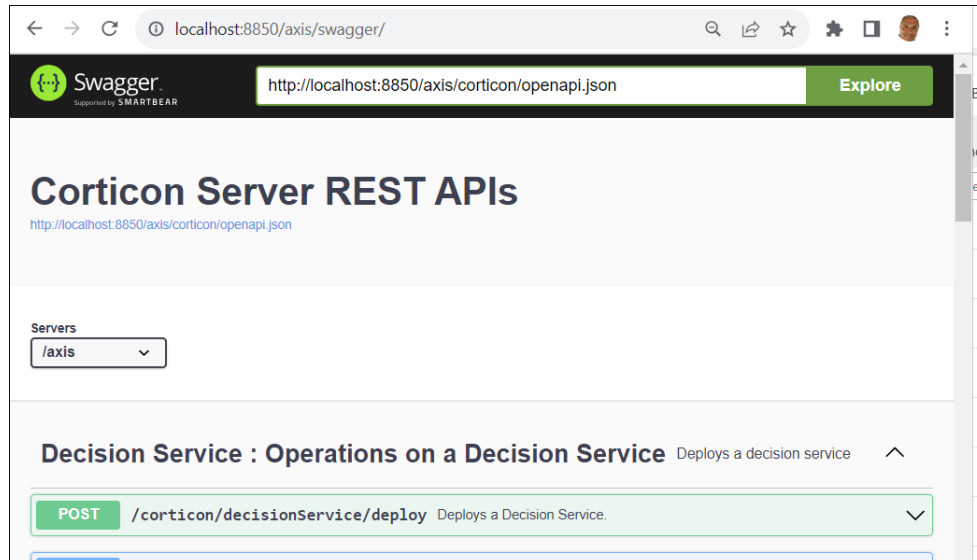 localhost:8850/axis/swagger/
Swagger.
Supported by SMARTBEAR
http://localhost:8850/axis/corticon/openapi.json
Explore
Corticon Server REST APIs
http://localhost:8850/axis/corticon/openapi.json
Servers
/axis
Decision Service : Operations on a Decision Service Deploys a decision service
POST /corticon/decisionService/deploy Deploys a Decision Service.